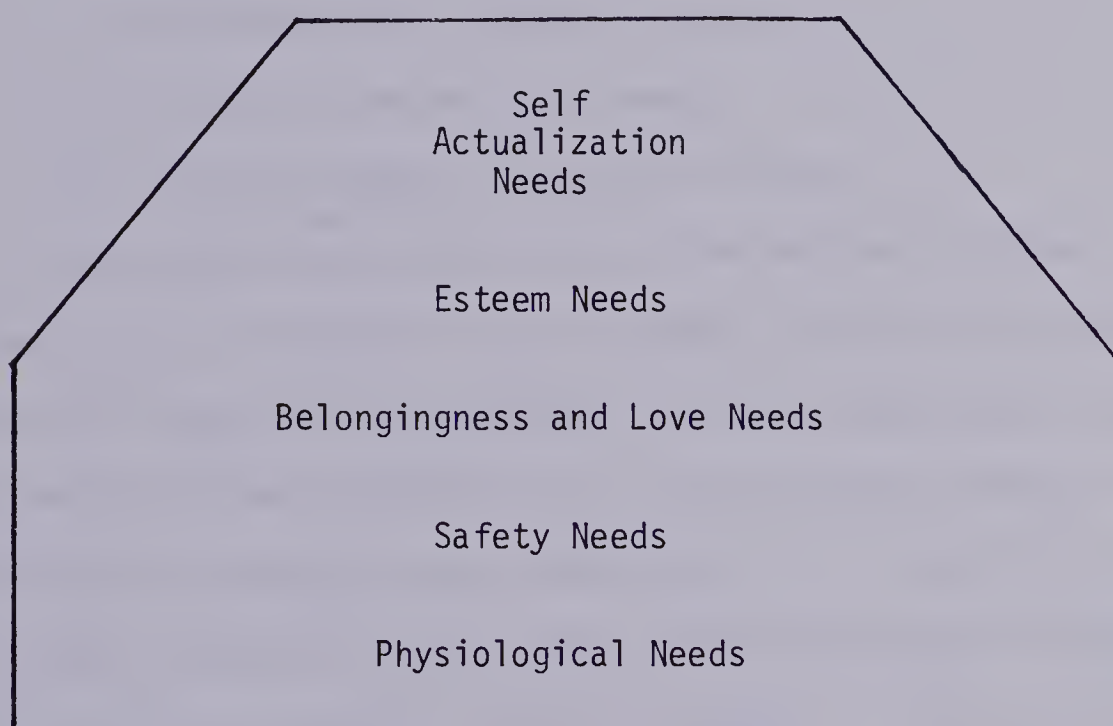 Self
Actualization
Needs
Esteem Needs
Belongingness and Love Needs
Safety Needs
Physiological Needs